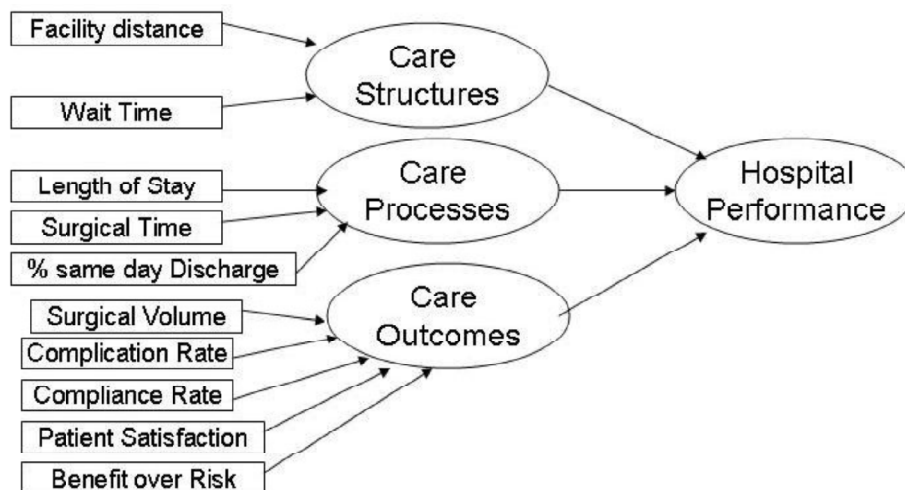 Facility distance
Wait Time
Length of Stay
Surgical Time
% same day Discharge
Surgical Volume
Complication Rate
Compliance Rate
Patient Satisfaction
Benefit over Risk
Care
Structures
Care
Processes
Care
Outcomes
Hospital
Performance